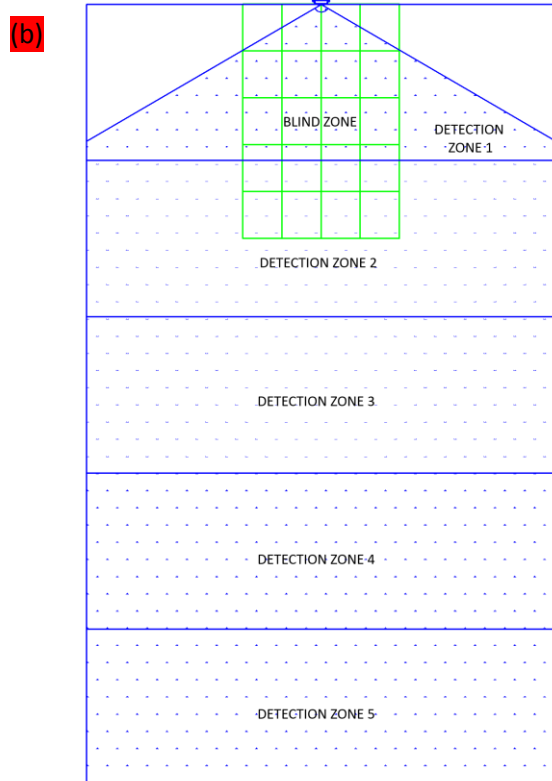 (b)
BLIND ZONE
DETECTION
ZONE 1
DETECTION ZONE 2
DETECTION ZONE 3
DETECTION ZONE 4
DETECTION ZONE 5